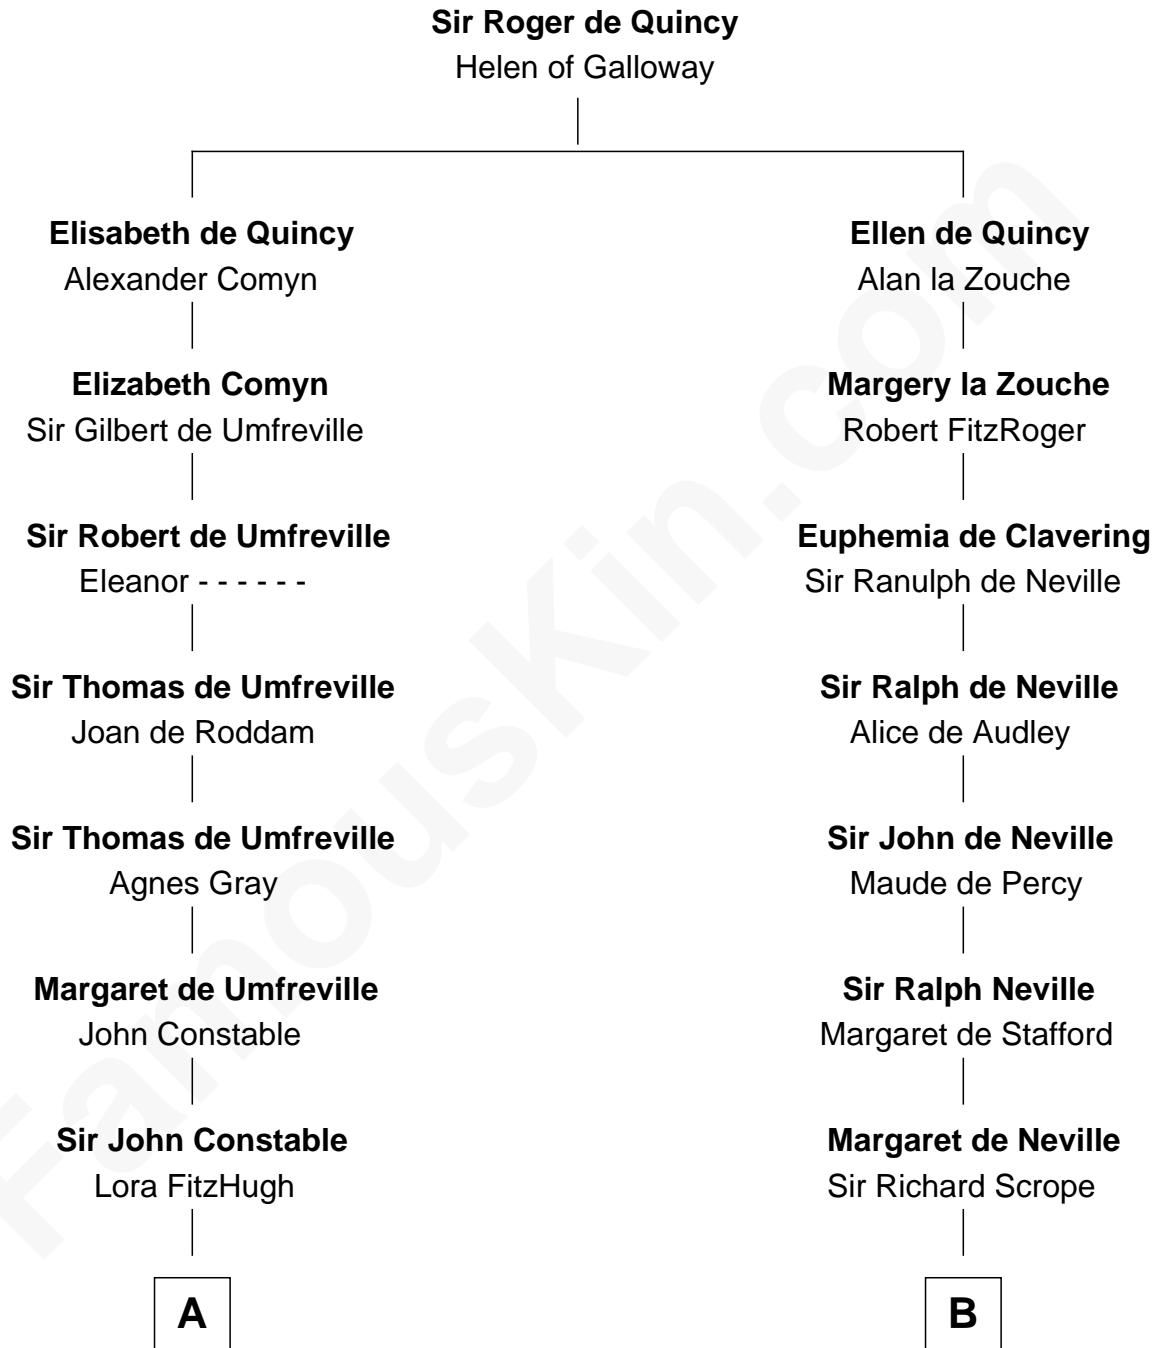 Sir Roger de Quincy
Helen of Galloway
Elisabeth de Quincy
Alexander Comyn
Ellen de Quincy
Alan la Zouche
Elizabeth Comyn
Sir Gilbert de Umfreville
Margery la Zouche
Robert FitzRoger
Sir Robert de Umfreville
Eleanor - - - - - -
Euphemia de Clavering
Sir Ranulph de Neville
Sir Thomas de Umfreville
Joan de Roddam
Sir Ralph de Neville
Alice de Audley
Sir Thomas de Umfreville
Agnes Gray
Sir John de Neville
Maude de Percy
Margaret de Umfreville
John Constable
Sir Ralph Neville
Margaret de Stafford
Sir John Constable
Lora FitzHugh
Margaret de Neville
Sir Richard Scrope
A
B
FamousKin.com